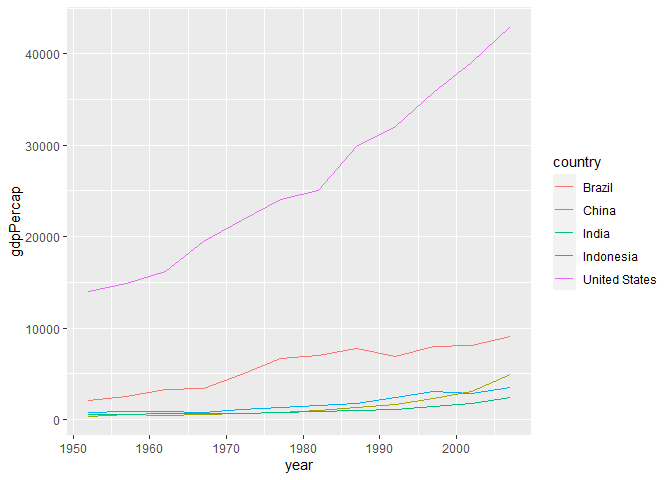 40000
30000
20000
10000
0
gdpPercap
1950 1960 1970 1980 1990 2000
year
country
Brazil
China
India
Indonesia
United States